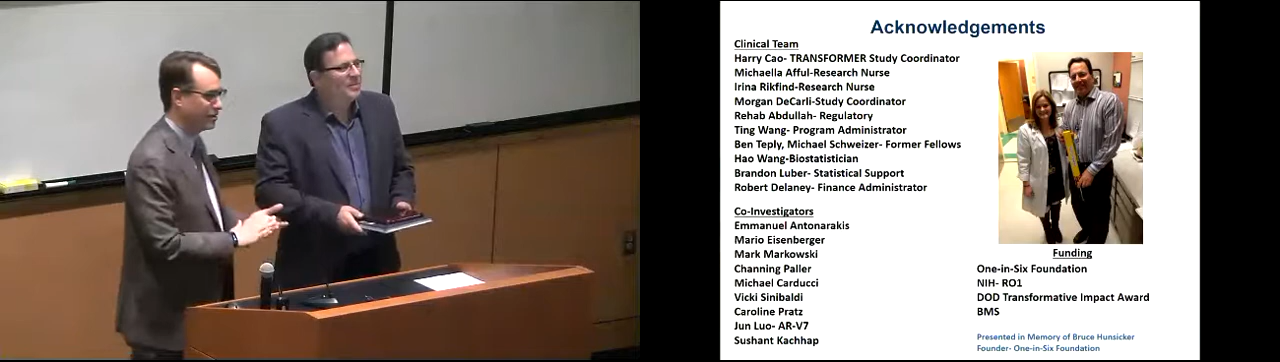 Acknowledgements
Clinical Team
Harry Cao- TRANSFORMER Study Coordinator
Michaella Afful-Research Nurse
Irina Rikfind-Research Nurse
Morgan DeCarli-Study Coordinator
Rehab Abdullah- Regulatory
Ting Wang- Program Administrator
Ben Teply, Michael Schweizer- Former Fellows
Hao Wang-Biostatistician
Brandon Luber- Statistical Support
Robert Delaney- Finance Administrator
Co-Investigators
Emmanuel Antonarakis
Mario Eisenberger
Mark Markowski
Channing Paller
Michael Carducci
Vicki Sinibaldi
Caroline Pratz
Jun Luo- AR-V7
Sushant Kachhap
Funding
One-in-Six Foundation
NIH- RO1
DOD Transformative Impact Award
BMS
Presented in Memory of Bruce Hunsicker
Founder- One-in-Six Foundation